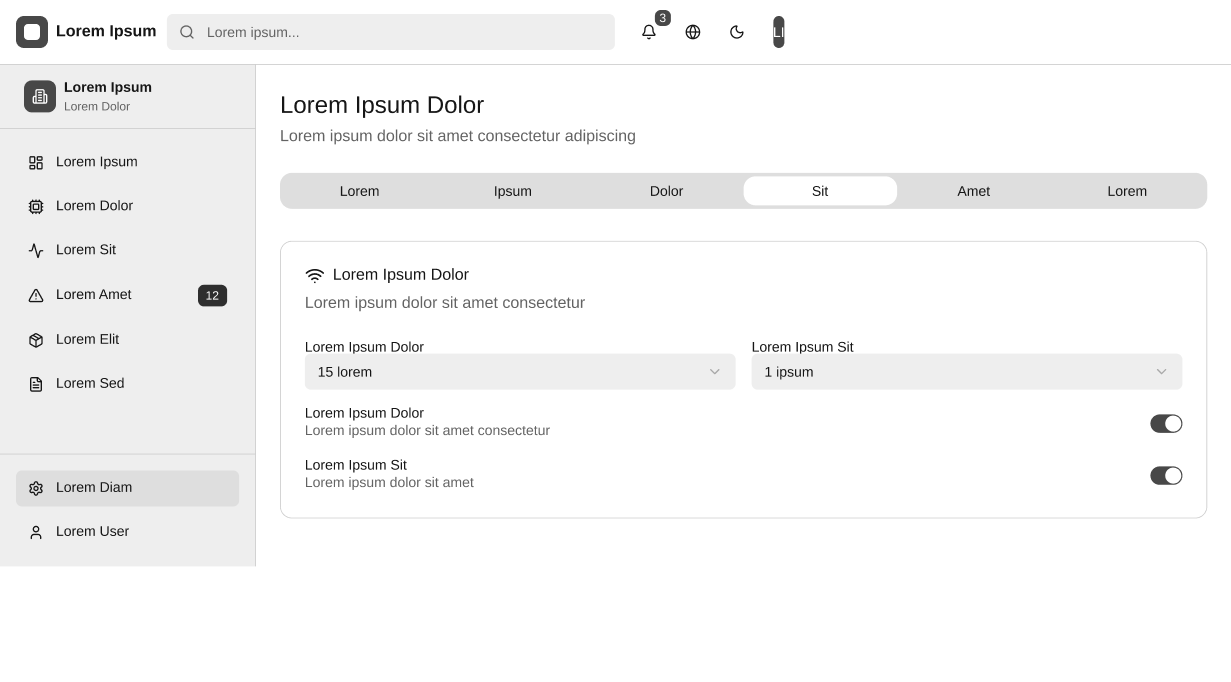 Lorem Ipsum
Lorem ipsum...
3
LI
Lorem Ipsum
Lorem Dolor
Lorem Ipsum
Lorem Dolor
Lorem Sit
Lorem Amet
12
Lorem Elit
Lorem Sed
Lorem Diam
Lorem User
Lorem Ipsum Dolor
Lorem ipsum dolor sit amet consectetur adipiscing
Lorem Ipsum Dolor Sit Amet Lorem
Lorem Ipsum Dolor
Lorem ipsum dolor sit amet consectetur
Lorem Ipsum Dolor
15 lorem
Lorem Ipsum Sit
1 ipsum
Lorem Ipsum Dolor
Lorem ipsum dolor sit amet consectetur
Lorem Ipsum Sit
Lorem ipsum dolor sit amet